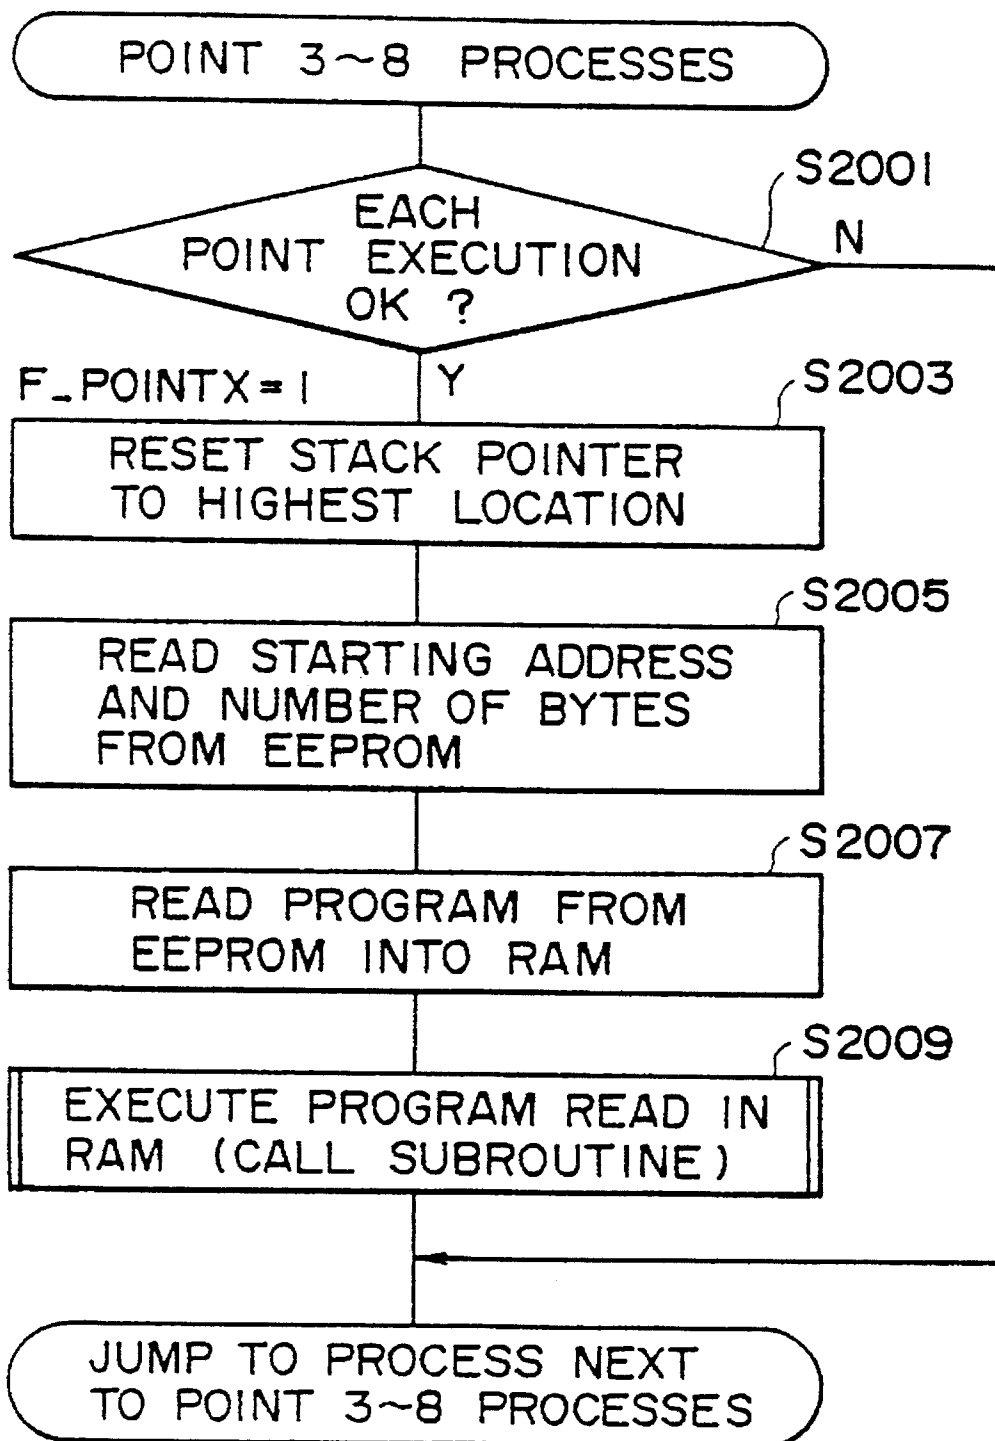 POINT 3~8 PROCESSES
S2001
EACH
POINT EXECUTION
OK ?
N
Y
F_POINTX=1
S2003
RESET STACK POINTER
TO HIGHEST LOCATION
S2005
READ STARTING ADDRESS
AND NUMBER OF BYTES
FROM EEPROM
S2007
READ PROGRAM FROM
EEPROM INTO RAM
S2009
EXECUTE PROGRAM READ IN
RAM (CALL SUBROUTINE)
JUMP TO PROCESS NEXT
TO POINT 3~8 PROCESSES